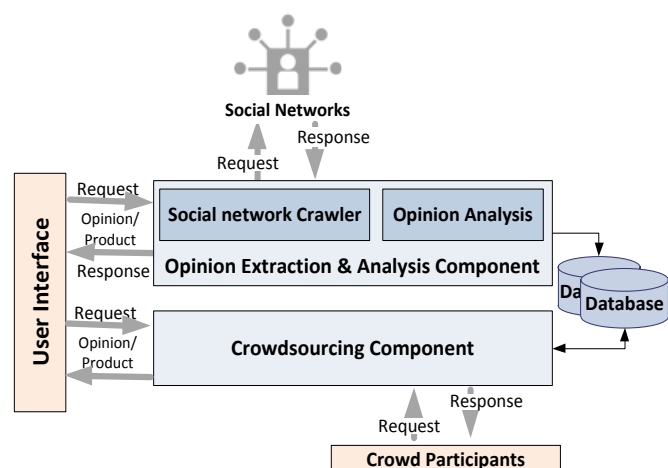 Social Networks
Request
Response
User Interface
Request
Opinion/
Product
Response
Social network Crawler
Opinion Analysis
Opinion Extraction & Analysis Component
Da
Database
Request
Opinion/
Product
Crowdsourcing Component
Request
Response
Crowd Participants